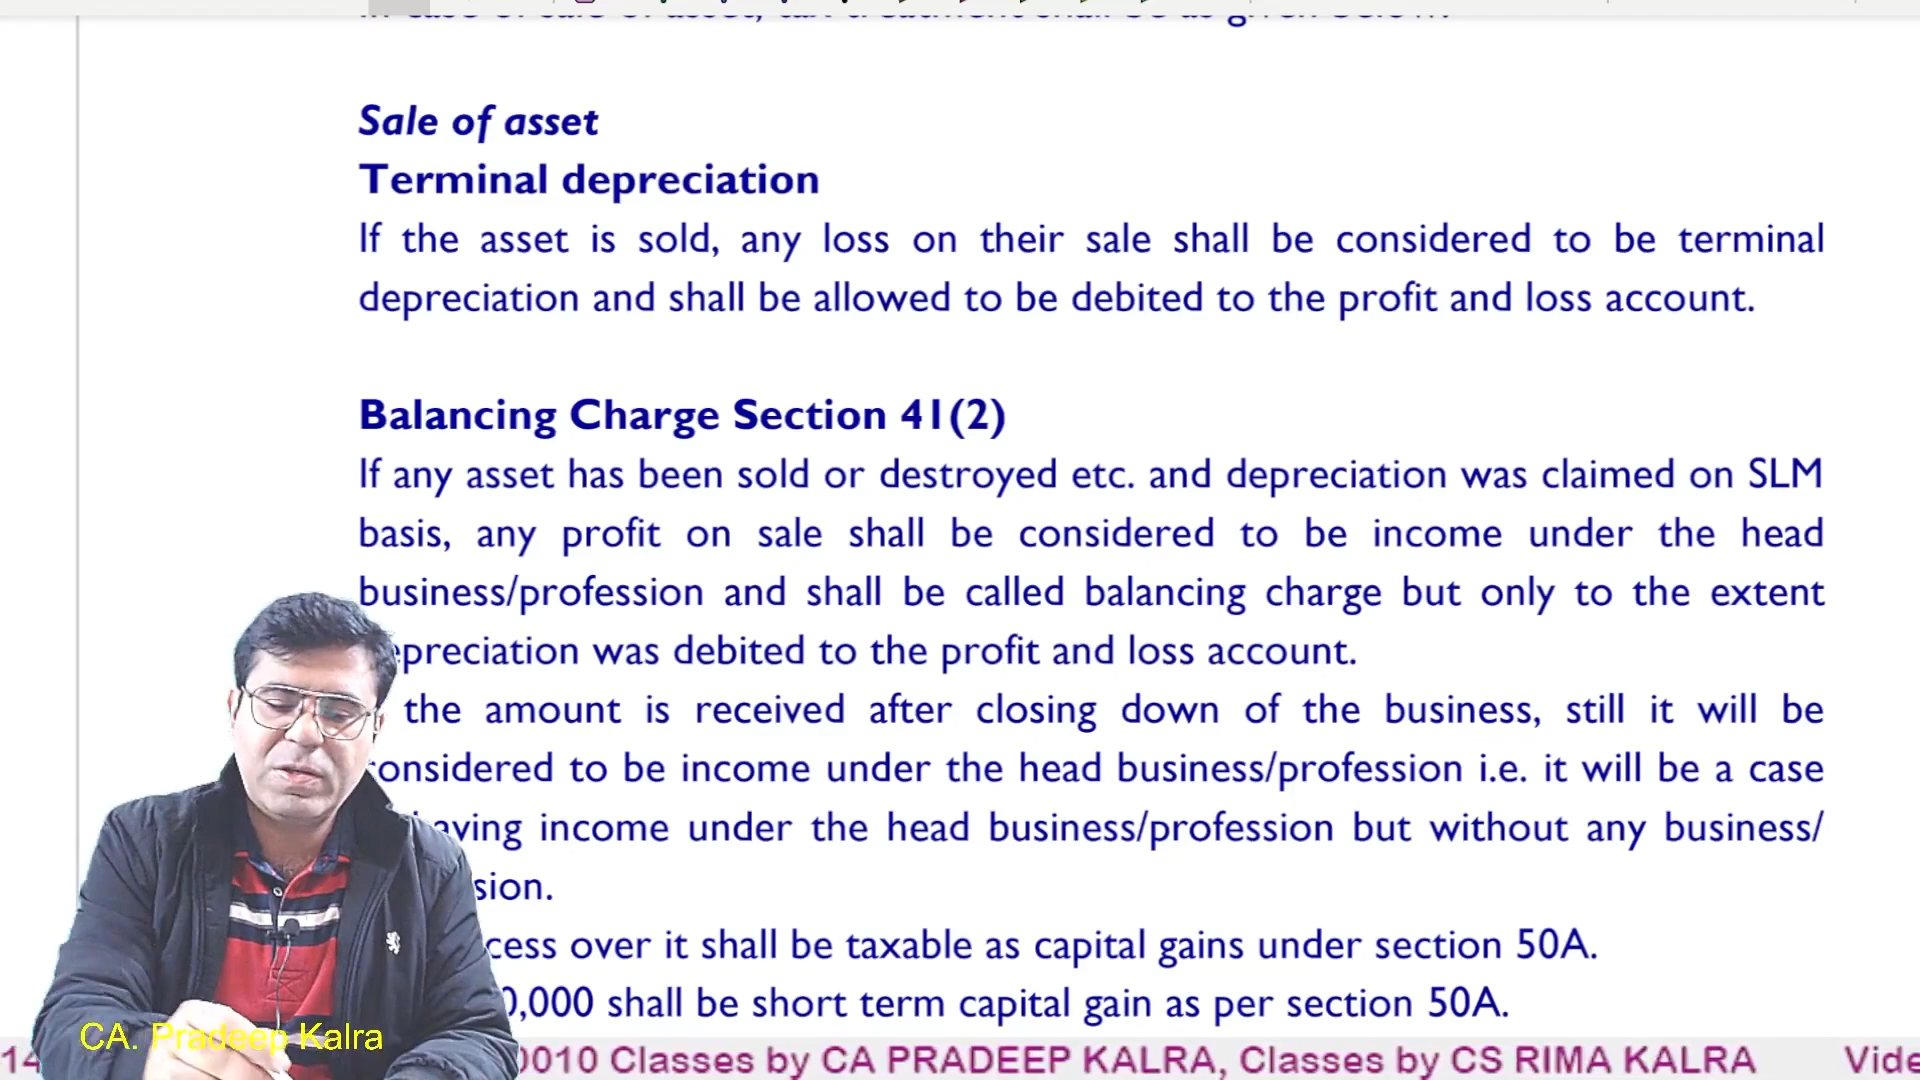 Sale of asset
Terminal depreciation
If the asset is sold, any loss on their sale shall be considered to be terminal
depreciation and shall be allowed to be debited to the profit and loss account.
Balancing Charge Section 41(2)
If any asset has been sold or destroyed etc. and depreciation was claimed on SLM
basis, any profit on sale shall be considered to be income under the head
business/profession and shall be called balancing charge but only to the extent
epreciation was debited to the profit and loss account.
the amount is received after closing down of the business, still it will be
onsidered to be income under the head business/profession i.e. it will be a case
aving income under the head business/profession but without any business/
sion.
cess over it shall be taxable as capital gains under section 50A.
0,000 shall be short term capital gain as per section 50A.
CA. Pradeep Kalra
14 0010 Classes by CA PRADEEP KALRA, Classes by CS RIMA KALRA Vide